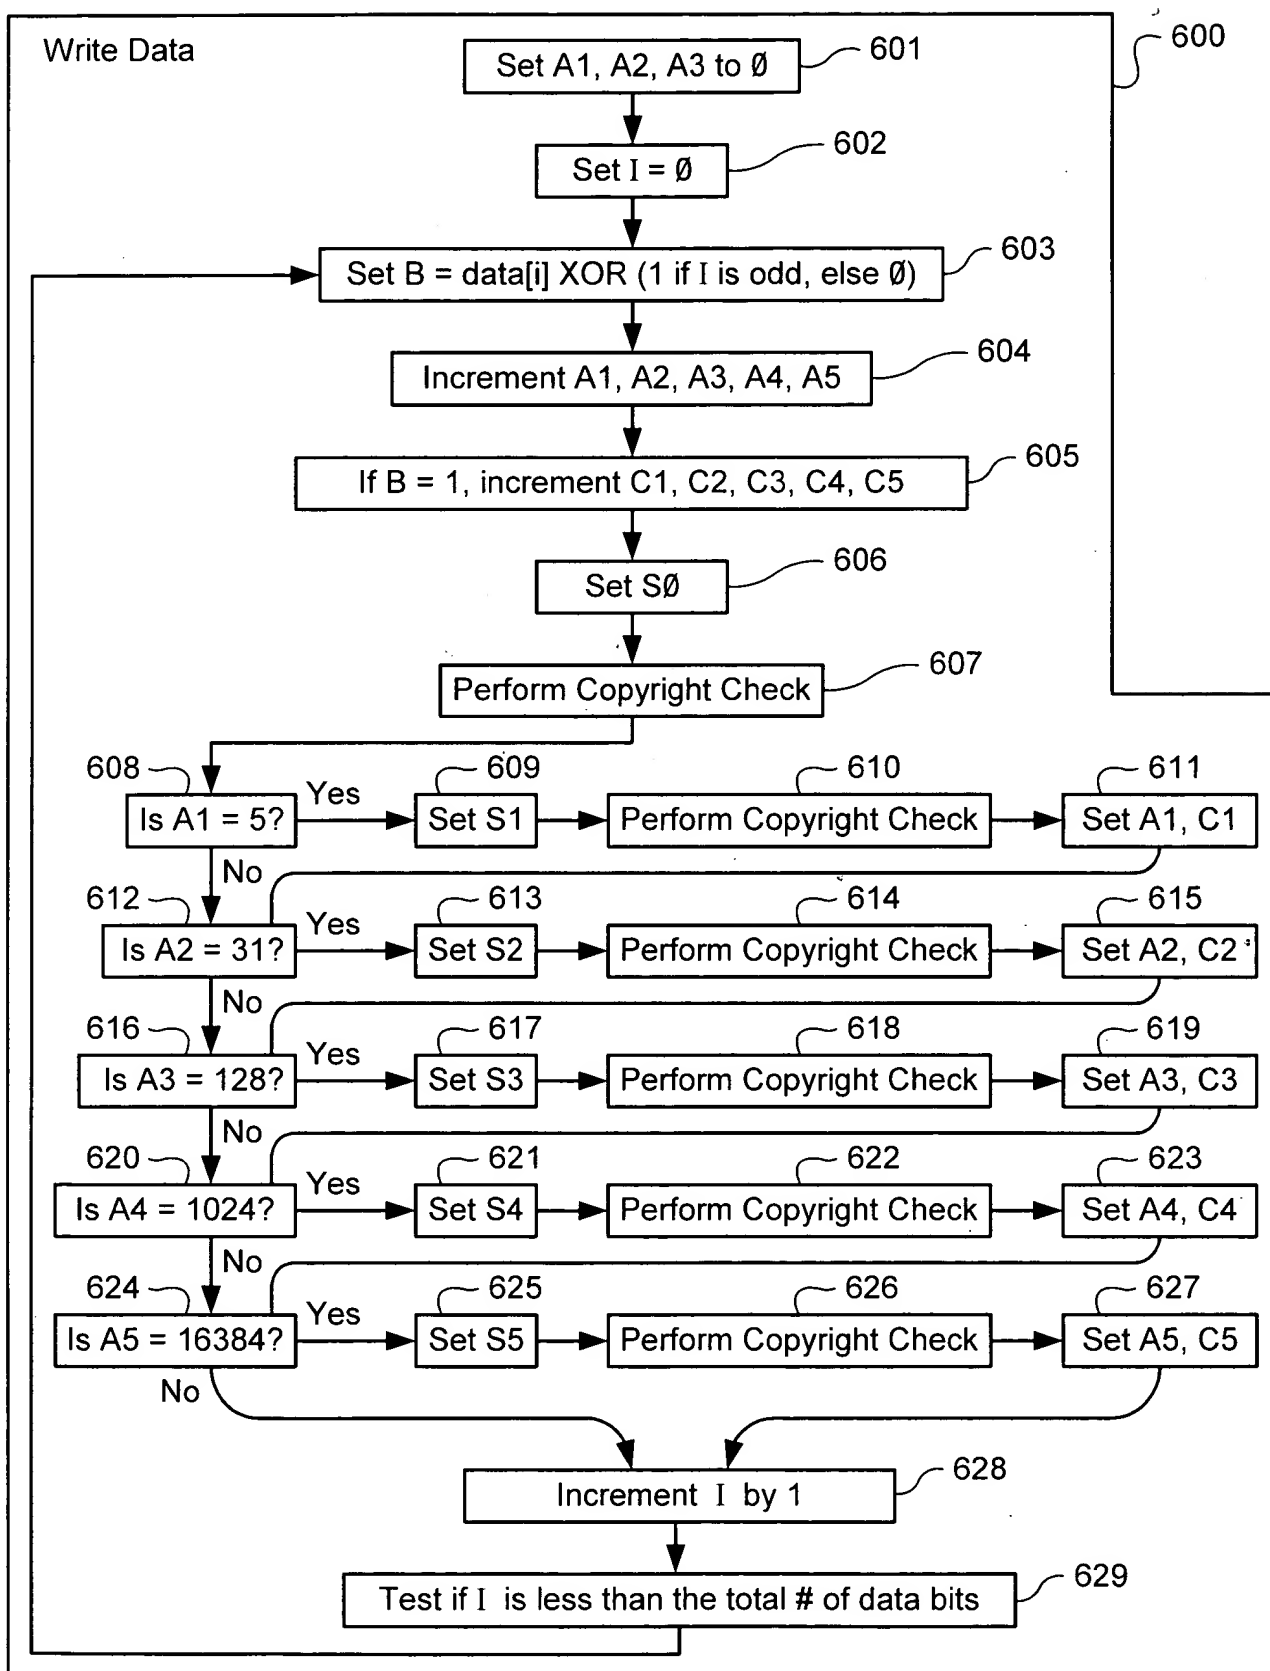 Write Data
600
Set A1, A2, A3 to Ø
601
Set I = Ø
602
Set B = data[i] XOR (1 if I is odd, else Ø)
603
Increment A1, A2, A3, A4, A5
604
If B = 1, increment C1, C2, C3, C4, C5
605
Set SØ
606
Perform Copyright Check
607
608
609
610
611
Is A1 = 5?
Yes
Set S1
Perform Copyright Check
Set A1, C1
No
612
613
614
615
Is A2 = 31?
Yes
Set S2
Perform Copyright Check
Set A2, C2
No
616
617
618
619
Is A3 = 128?
Yes
Set S3
Perform Copyright Check
Set A3, C3
No
620
621
622
623
Is A4 = 1024?
Yes
Set S4
Perform Copyright Check
Set A4, C4
No
624
625
626
627
Is A5 = 16384?
Yes
Set S5
Perform Copyright Check
Set A5, C5
No
Increment I by 1
628
Test if I is less than the total # of data bits
629